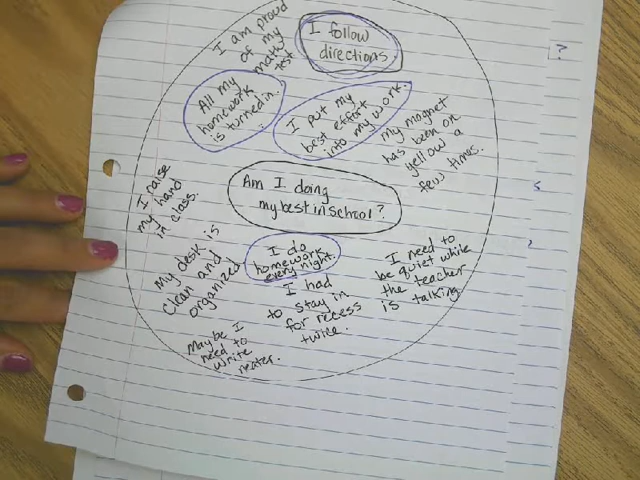 I am proud
of my
math
test
I follow
directions
All my
homework
is turned in.
I put my
best effort
into my work.
My magnet
has been on
yellow a
few times.
I raise
my hand
in class.
Am I doing
my best in school?
My desk is
clean and
organized
I do
homework
every night.
I need to
be quiet while
the teacher
is talking.
I had
to stay in
for recess
twice.
Maybe I
need to
write
neater.
?
s